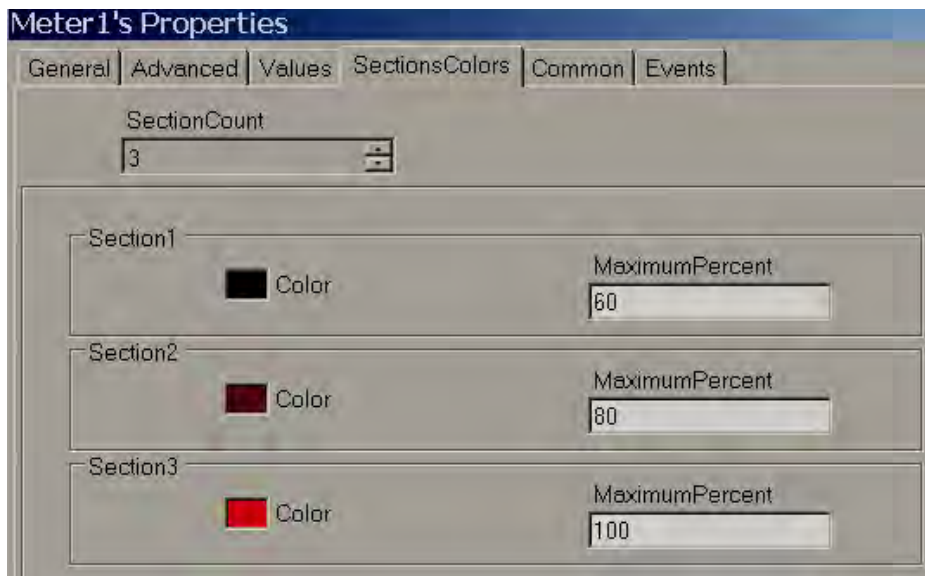 Meter1's Properties
General Advanced Values SectionsColors Common Events
SectionCount
3
Section1
Color
MaximumPercent
60
Section2
Color
MaximumPercent
80
Section3
Color
MaximumPercent
100